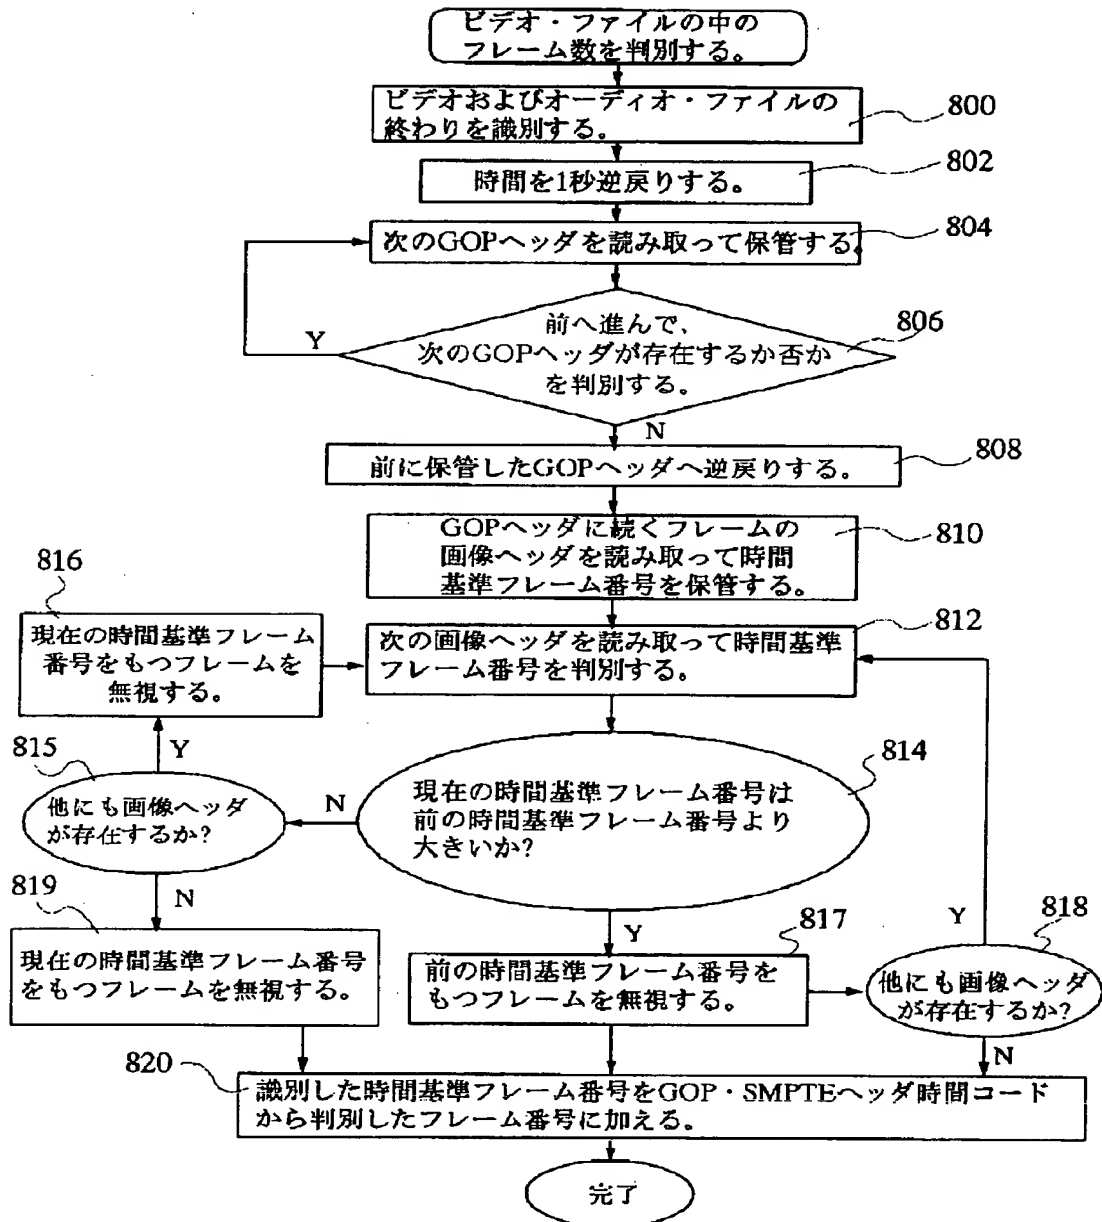 ビデオ・ファイルの中の
フレーム数を判別する。
ビデオおよびオーディオ・ファイルの
終わりを識別する。
800
時間を1秒逆戻りする。
802
次のGOPヘッダを読み取って保管する。
804
前へ進んで、
次のGOPヘッダが存在するか否か
を判別する。
806
Y
N
前に保管したGOPヘッダへ逆戻りする。
808
GOPヘッダに続くフレームの
画像ヘッダを読み取って時間
基準フレーム番号を保管する。
810
816
現在の時間基準フレーム
番号をもつフレームを
無視する。
次の画像ヘッダを読み取って時間基準
フレーム番号を判別する。
812
815
Y
他にも画像ヘッダ
が存在するか?
N
現在の時間基準フレーム番号は
前の時間基準フレーム番号より
大きいか?
814
819
N
現在の時間基準フレーム番号
をもつフレームを無視する。
Y
817
前の時間基準フレーム番号を
もつフレームを無視する。
Y
818
他にも画像ヘッダ
が存在するか?
N
820
識別した時間基準フレーム番号をGOP・SMPTEヘッダ時間コード
から判別したフレーム番号に加える。
完了